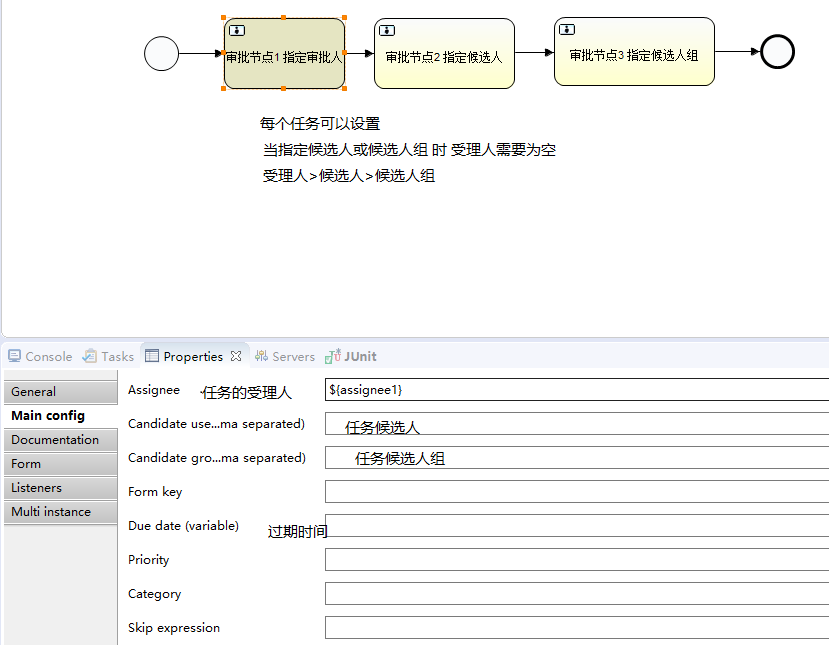 审批节点1 指定审批人
审批节点2 指定候选人
审批节点3 指定候选人组
每个任务可以设置
当指定候选人或候选人组 时 受理人需要为空
受理人>候选人>候选人组
Console Tasks Properties Servers JUnit
General
Main config
Documentation
Form
Listeners
Multi instance
Assignee 任务的受理人 ${assignee1}
Candidate use...ma separated) 任务候选人
Candidate gro...ma separated) 任务候选人组
Form key
Due date (variable) 过期时间
Priority
Category
Skip expression